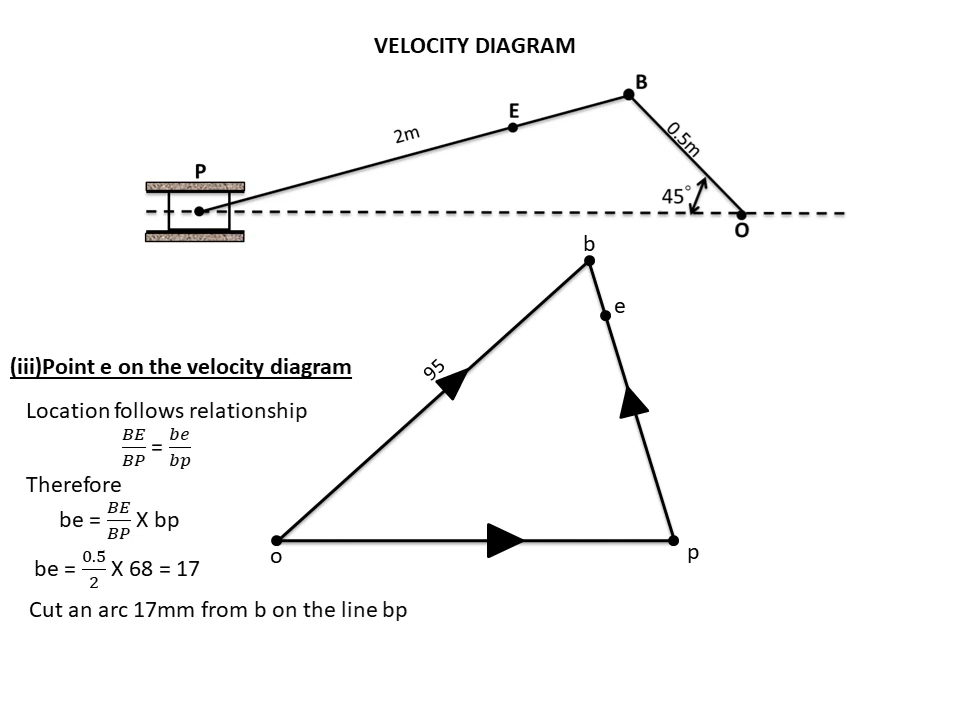 VELOCITY DIAGRAM
B
E
2m
0.5m
P
45°
O
b
e
(iii)Point e on the velocity diagram
95
Location follows relationship
BE/BP = be/bp
Therefore
be = BE/BP X bp
o
p
be = 0.5/2 X 68 = 17
Cut an arc 17mm from b on the line bp